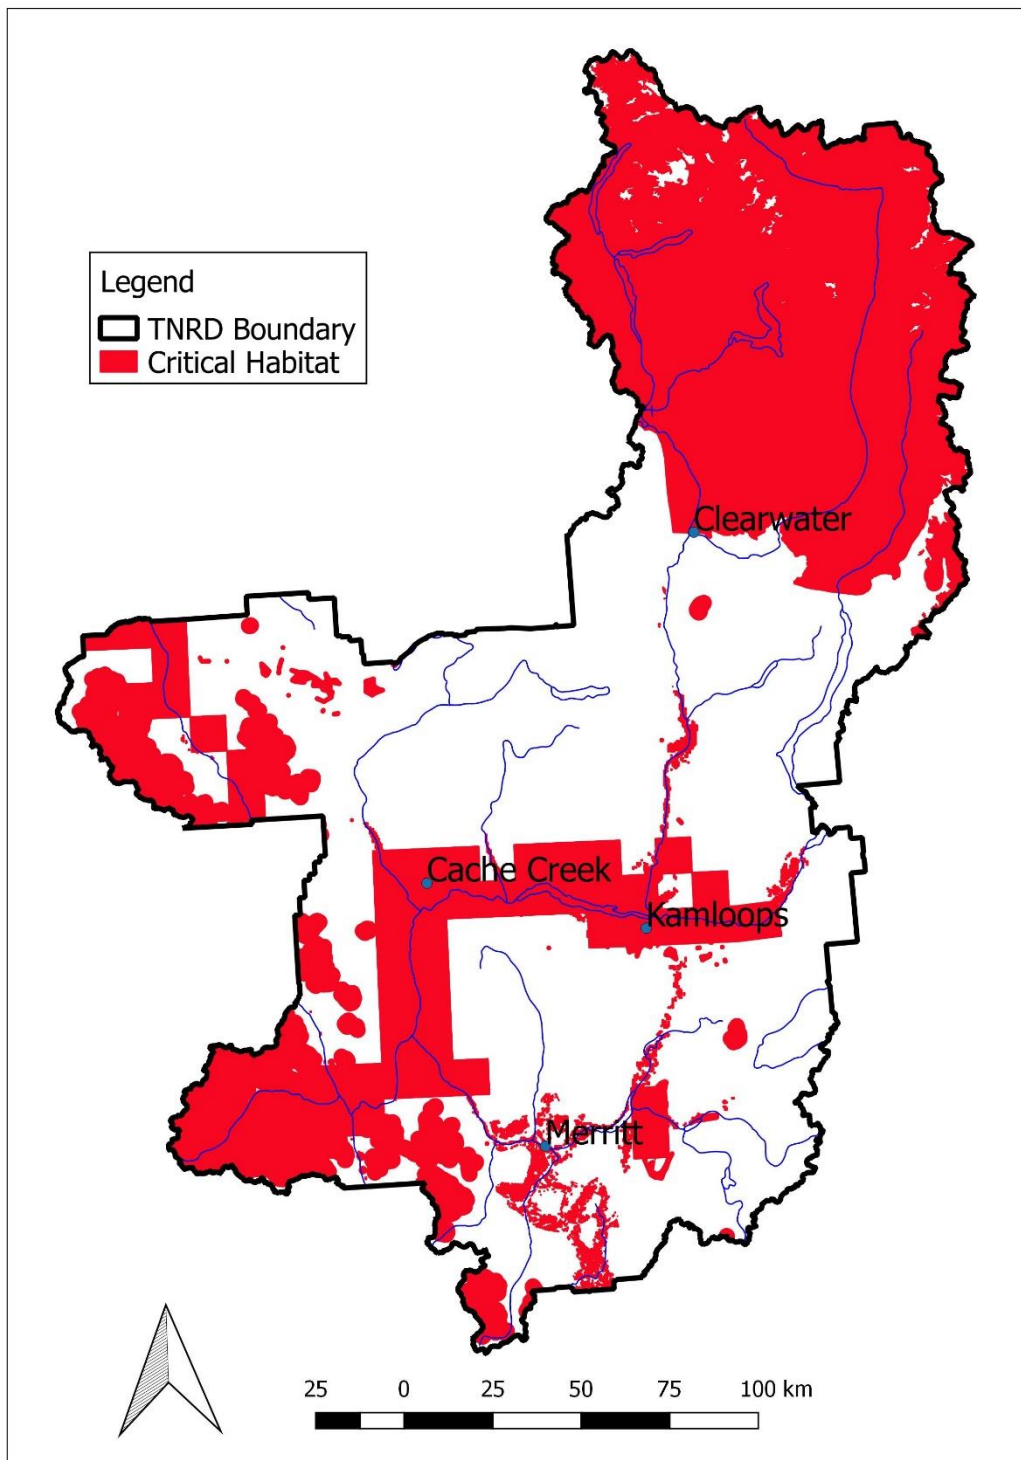 Legend
TNRD Boundary
Critical Habitat
Clearwater
Cache Creek
Kamloops
Merritt
25 0 25 50 75 100 km